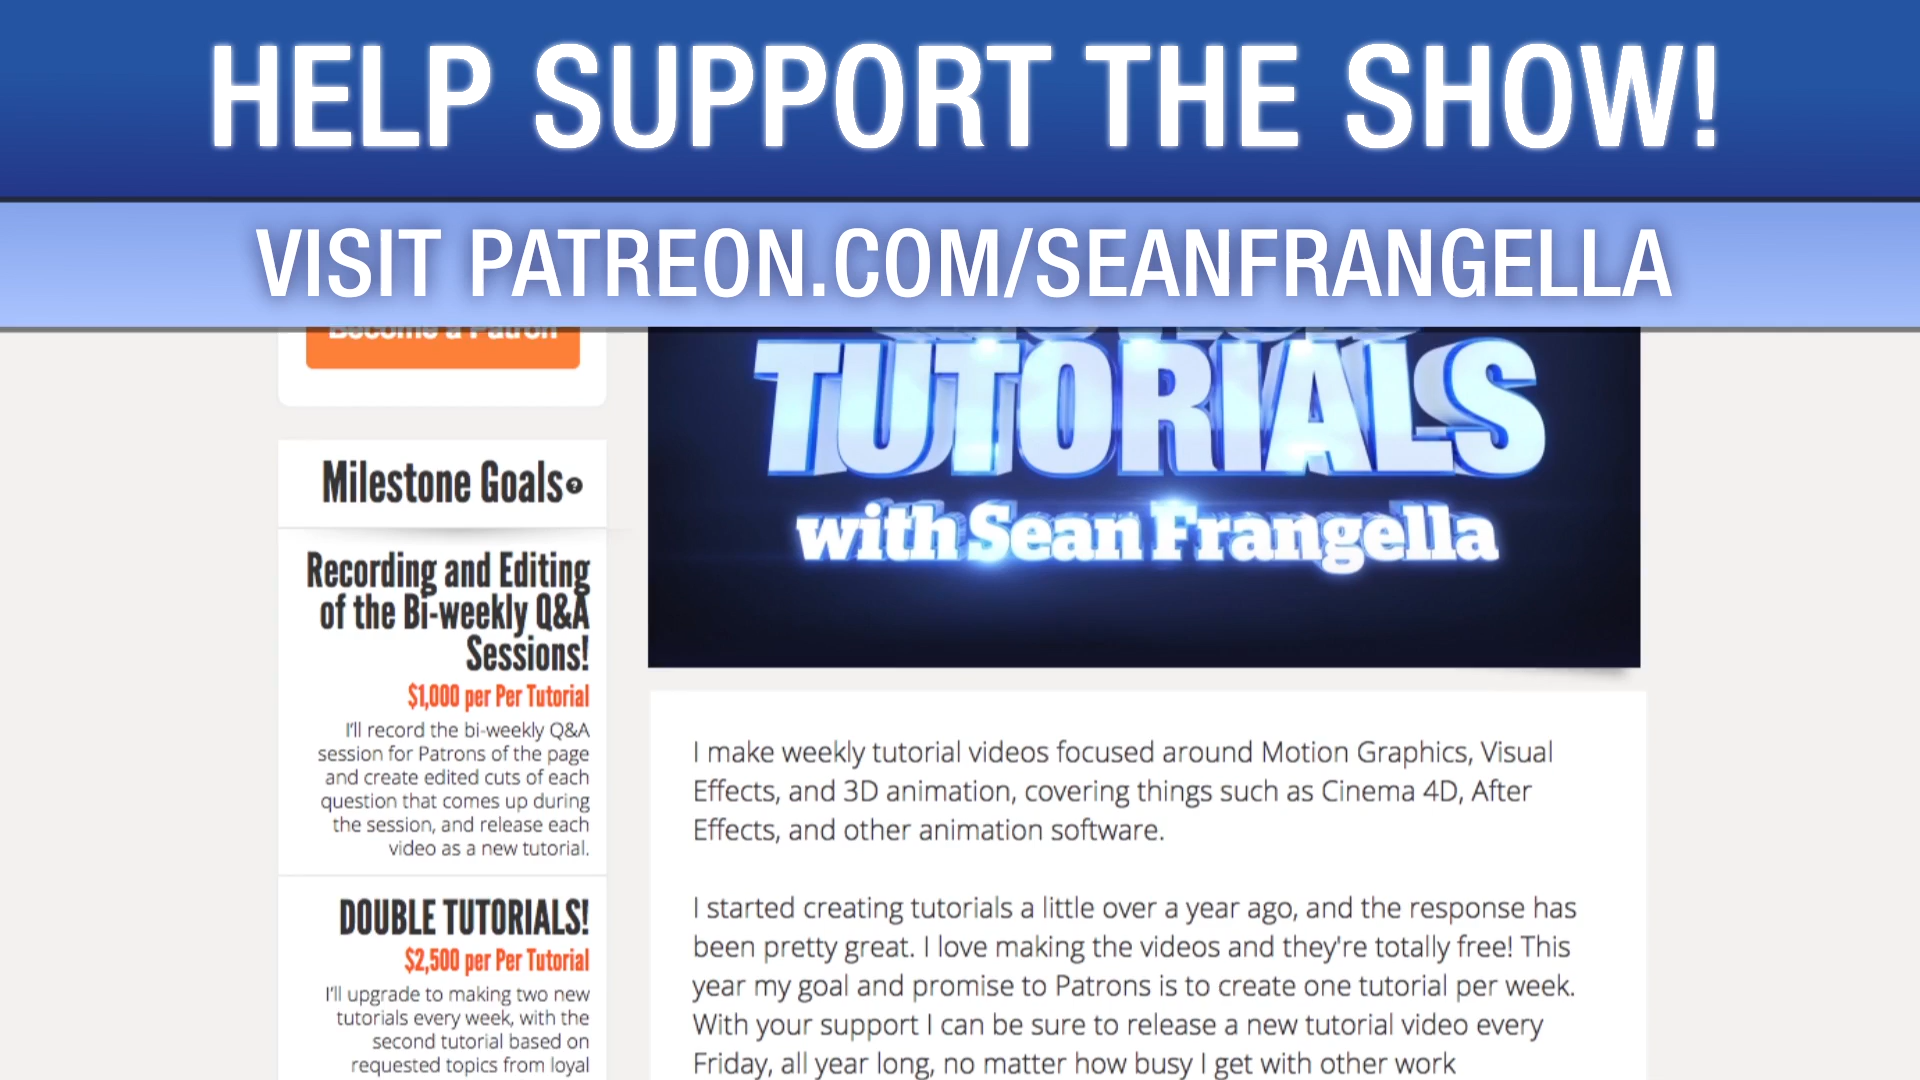 HELP SUPPORT THE SHOW!
VISIT PATREON.COM/SEANFRANGELLA
Become a Patron
Milestone Goals
Recording and Editing
of the Bi-weekly Q&A
Sessions!
$1,000 per Per Tutorial
I'll record the bi-weekly Q&A
session for Patrons of the page
and create edited cuts of each
question that comes up during
the session, and release each
video as a new tutorial.
DOUBLE TUTORIALS!
$2,500 per Per Tutorial
I'll upgrade to making two new
tutorials every week, with the
second tutorial based on
requested topics from loyal
TUTORIALS
with Sean Frangella
I make weekly tutorial videos focused around Motion Graphics, Visual
Effects, and 3D animation, covering things such as Cinema 4D, After
Effects, and other animation software.
I started creating tutorials a little over a year ago, and the response has
been pretty great. I love making the videos and they're totally free! This
year my goal and promise to Patrons is to create one tutorial per week.
With your support I can be sure to release a new tutorial video every
Friday, all year long, no matter how busy I get with other work